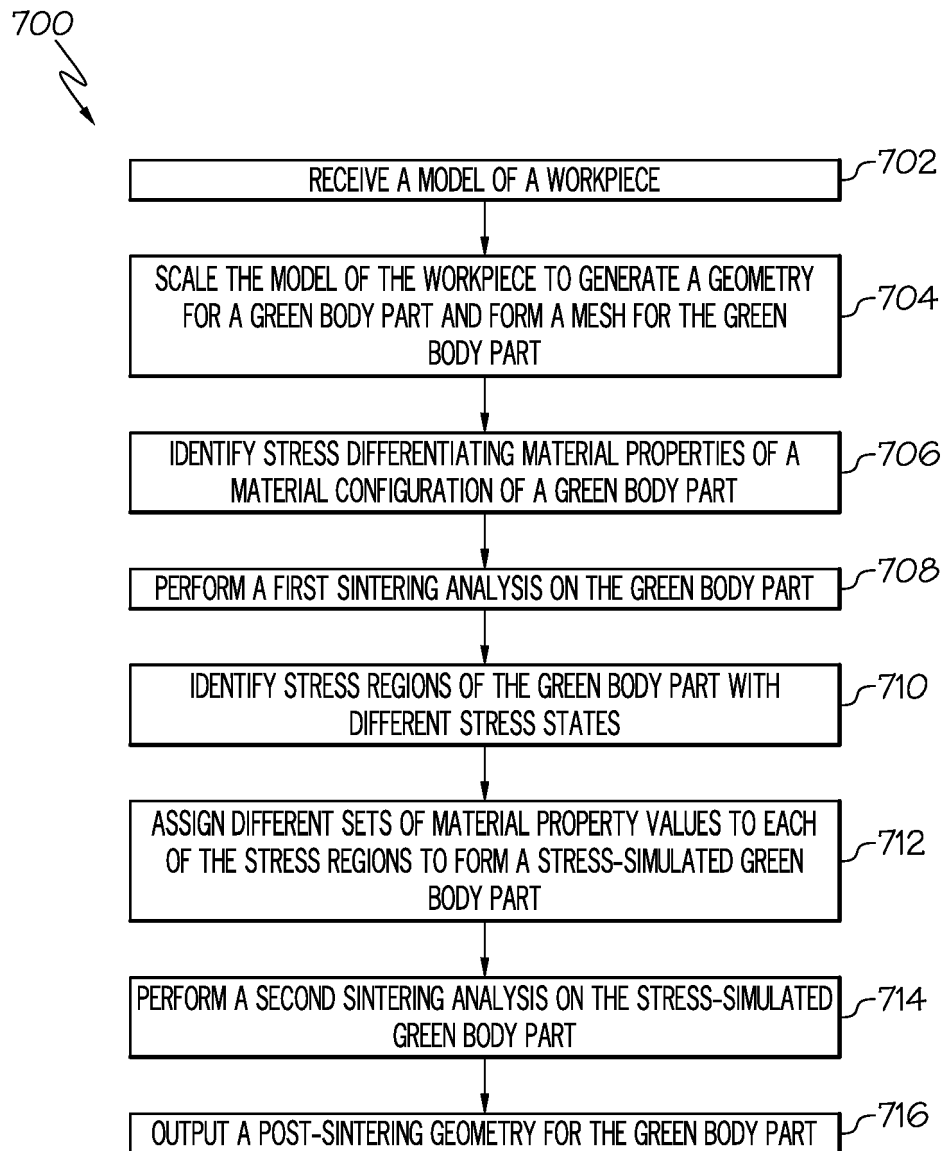 700
RECEIVE A MODEL OF A WORKPIECE
702
SCALE THE MODEL OF THE WORKPIECE TO GENERATE A GEOMETRY
FOR A GREEN BODY PART AND FORM A MESH FOR THE GREEN
BODY PART
704
IDENTIFY STRESS DIFFERENTIATING MATERIAL PROPERTIES OF A
MATERIAL CONFIGURATION OF A GREEN BODY PART
706
PERFORM A FIRST SINTERING ANALYSIS ON THE GREEN BODY PART
708
IDENTIFY STRESS REGIONS OF THE GREEN BODY PART WITH
DIFFERENT STRESS STATES
710
ASSIGN DIFFERENT SETS OF MATERIAL PROPERTY VALUES TO EACH
OF THE STRESS REGIONS TO FORM A STRESS-SIMULATED GREEN
BODY PART
712
PERFORM A SECOND SINTERING ANALYSIS ON THE STRESS-SIMULATED
GREEN BODY PART
714
OUTPUT A POST-SINTERING GEOMETRY FOR THE GREEN BODY PART
716